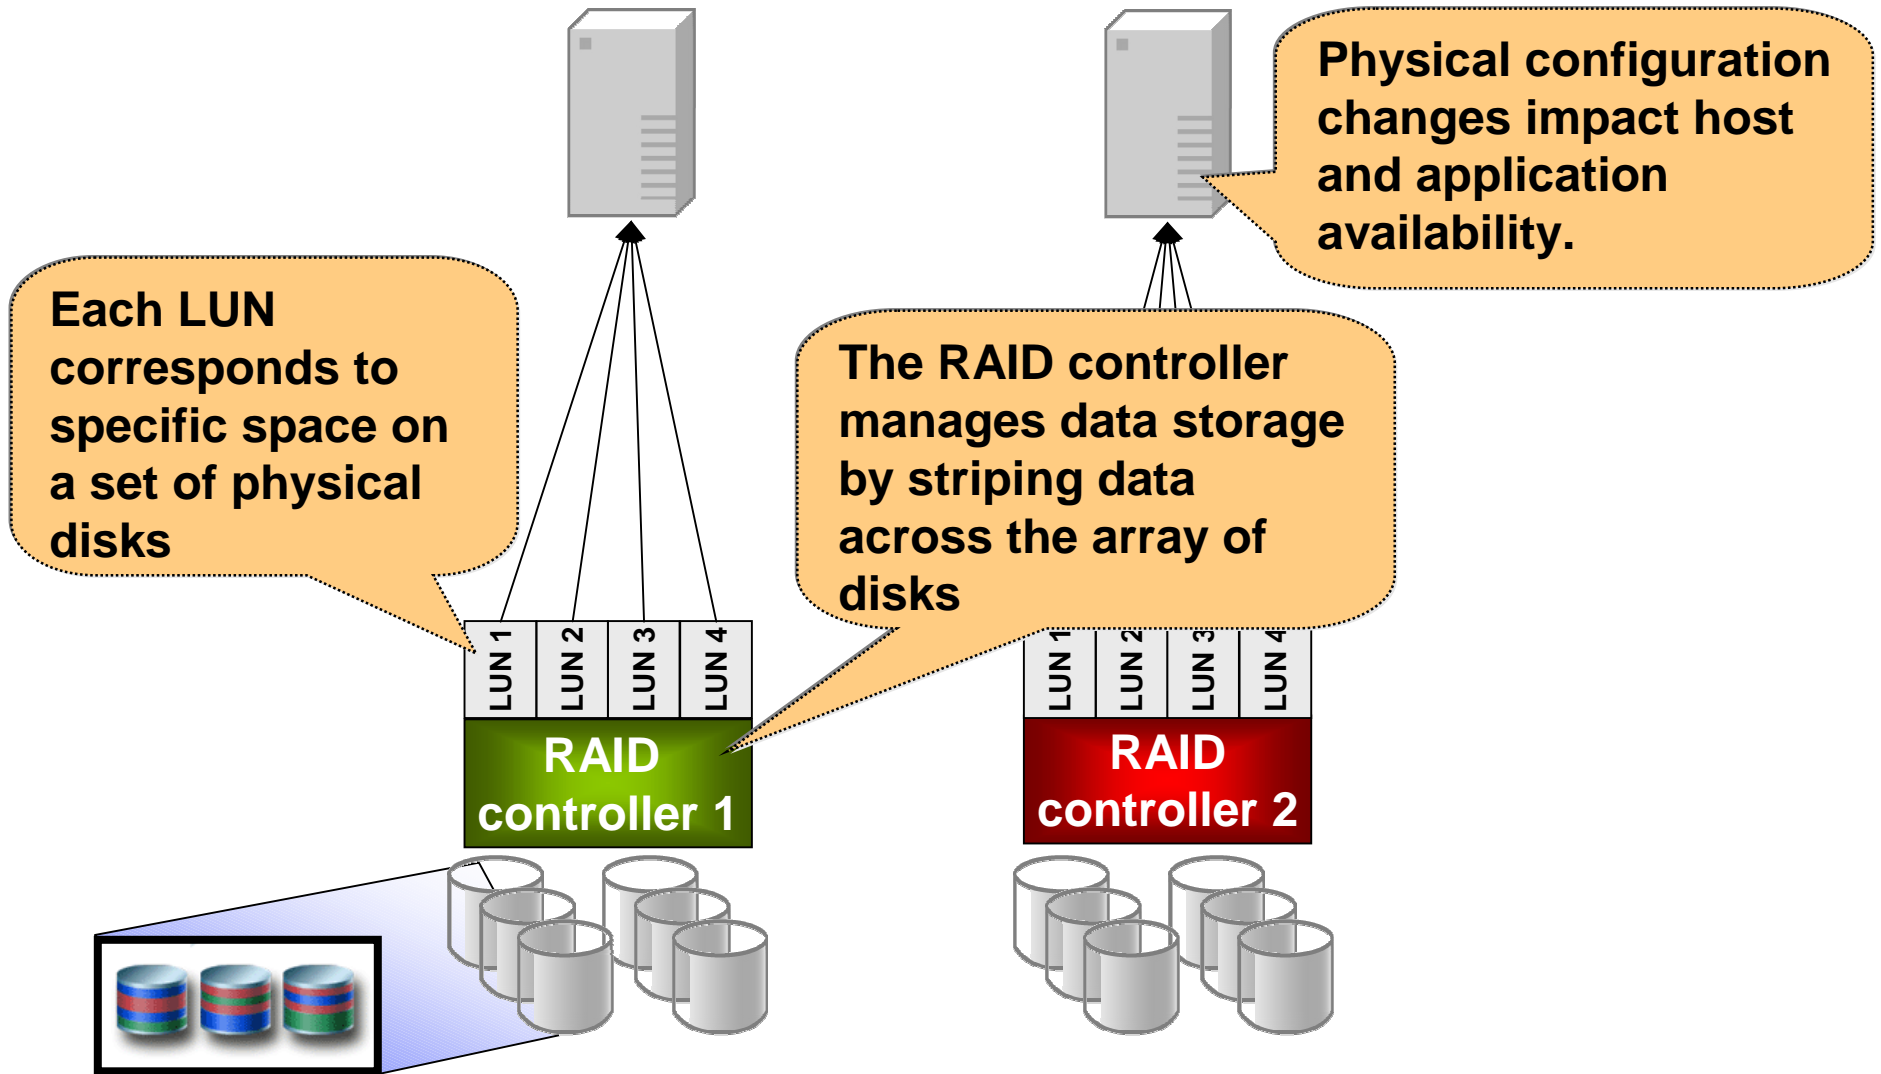 Physical configuration
changes impact host
and application
availability.
Each LUN
corresponds to
specific space on
a set of physical
disks
The RAID controller
manages data storage
by striping data
across the array of
disks
LUN 1
LUN 2
LUN 3
LUN 4
LUN 1
LUN 2
LUN 3
LUN 4
RAID
controller 1
RAID
controller 2